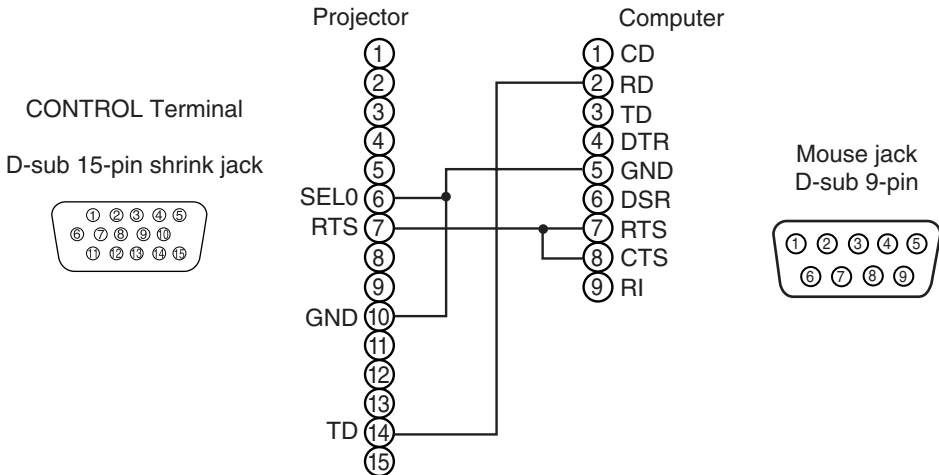 Projector
Computer
CONTROL Terminal
D-sub 15-pin shrink jack
① ② ③ ④ ⑤
⑥ ⑦ ⑧ ⑨ ⑩
⑪ ⑫ ⑬ ⑭ ⑮
①
②
③
④
⑤
SEL0 ⑥
RTS ⑦
⑧
⑨
GND ⑩
⑪
⑫
⑬
TD ⑭
⑮
① CD
② RD
③ TD
④ DTR
⑤ GND
⑥ DSR
⑦ RTS
⑧ CTS
⑨ RI
Mouse jack
D-sub 9-pin
① ② ③ ④ ⑤
⑥ ⑦ ⑧ ⑨